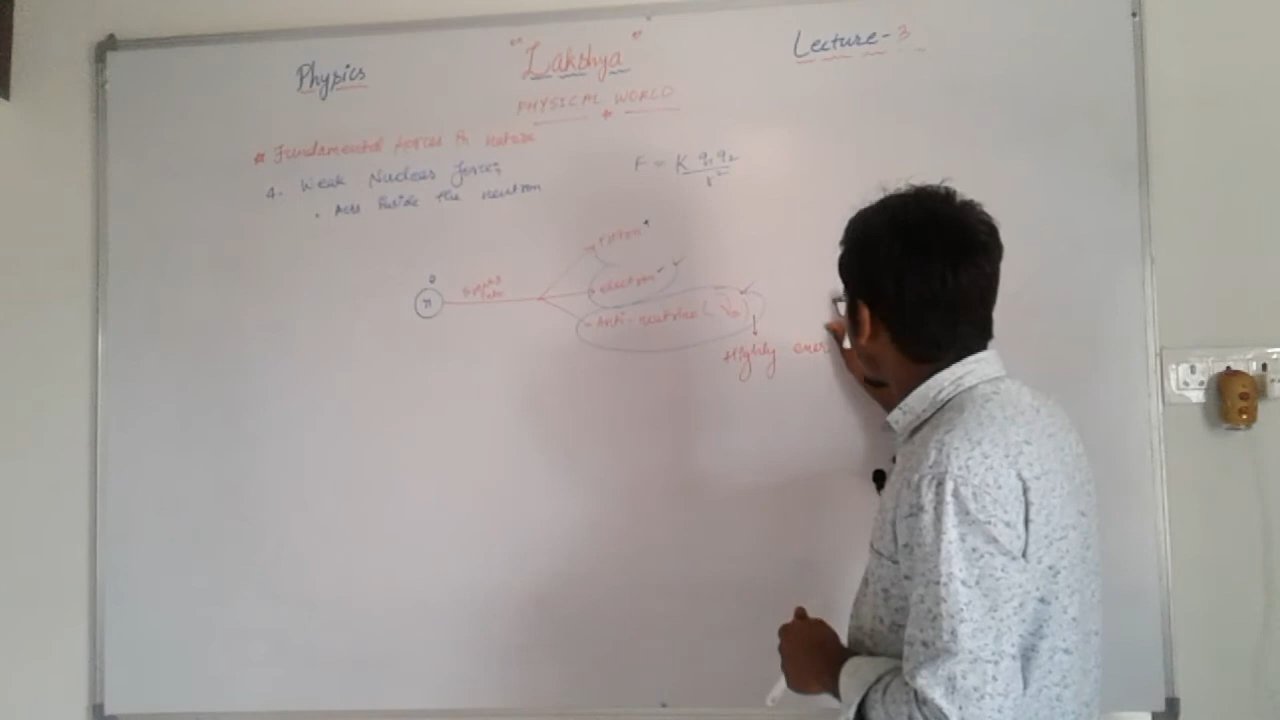 Physics "Lakshya" Lecture-3
PHYSICAL WORLD
* Fundamental forces in nature
4. Weak Nuclear forces
F = K q₁q₂ / r²
• Acts inside the neutron
0
n
electron
Anti-neutrino (
Highly ener